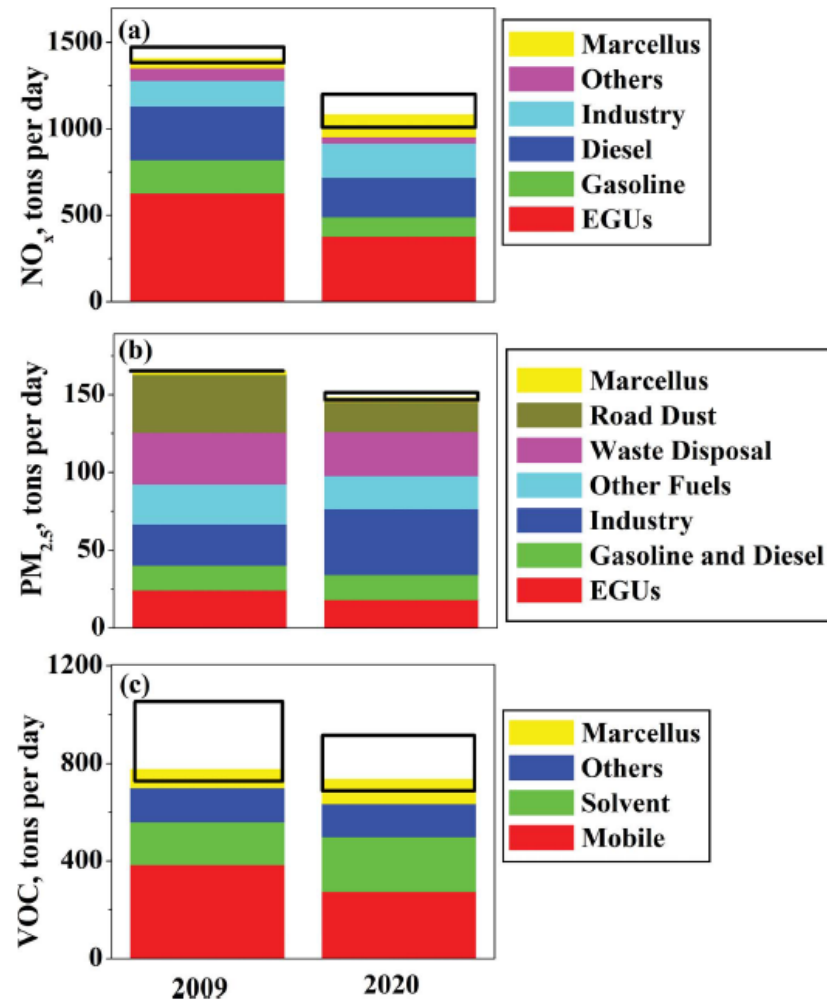 (a)
NOx, tons per day
1500
1000
500
0
Marcellus
Others
Industry
Diesel
Gasoline
EGUs
(b)
PM2.5, tons per day
150
100
50
0
Marcellus
Road Dust
Waste Disposal
Other Fuels
Industry
Gasoline and Diesel
EGUs
(c)
VOC, tons per day
1200
800
400
0
Marcellus
Others
Solvent
Mobile
2009 2020